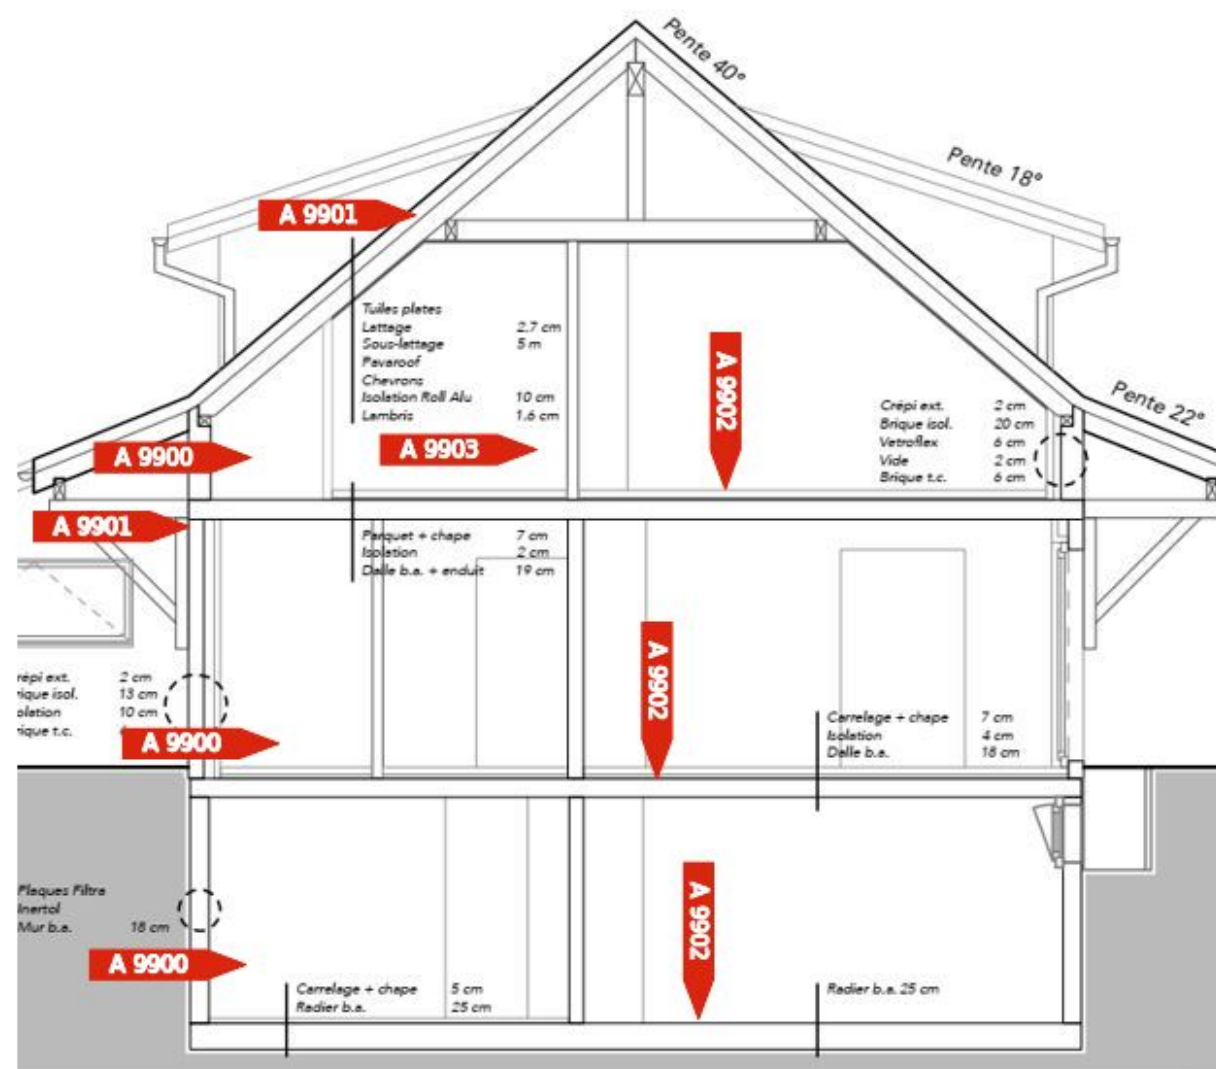 Pente 40°
Pente 18°
A 9901
Tuiles plates
Lattage 2.7 cm
Sous-lattage 5 m
Pavaroof
Chevrons
Isolation Roll Alu 10 cm
Lambris 1.6 cm
A 9902
Pente 22°
Crépi ext. 2 cm
Brique isol. 20 cm
Vetroflex 6 cm
Vide 2 cm
Brique t.c. 6 cm
A 9900
A 9903
A 9901
Parquet + chape 7 cm
Isolation 2 cm
Dalle b.a. + enduit 19 cm
répi ext. 2 cm
rique isol. 13 cm
olation 10 cm
rique t.c.
A 9900
A 9902
Carrelage + chape 7 cm
Isolation 4 cm
Dalle b.a. 18 cm
Plaques Filtra
Inertol
Mur b.a. 18 cm
A 9900
A 9902
Carrelage + chape 5 cm
Radier b.a. 25 cm
Radier b.a. 25 cm